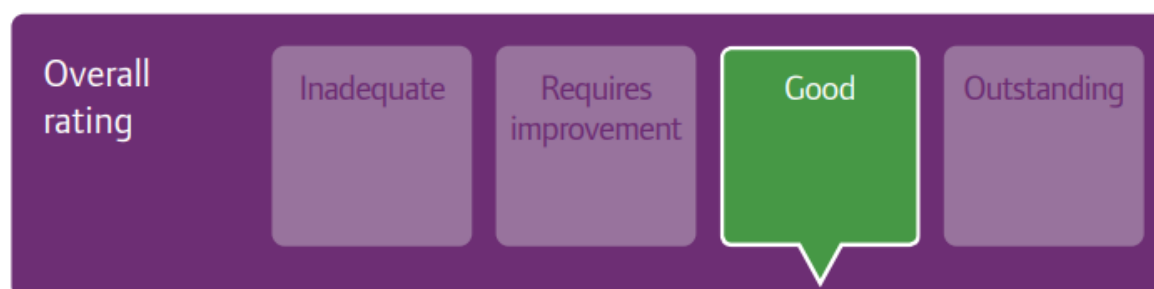 Overall
rating
Inadequate
Requires
improvement
Good
Outstanding